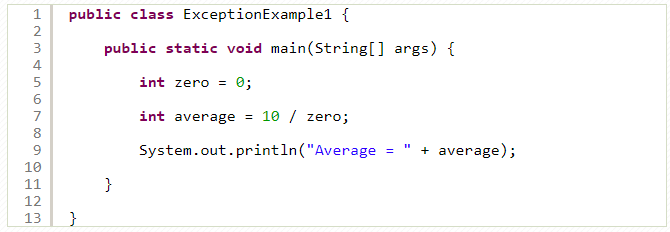 1 public class ExceptionExample1 {
2
3 public static void main(String[] args) {
4
5 int zero = 0;
6
7 int average = 10 / zero;
8
9 System.out.println("Average = " + average);
10
11 }
12
13 }